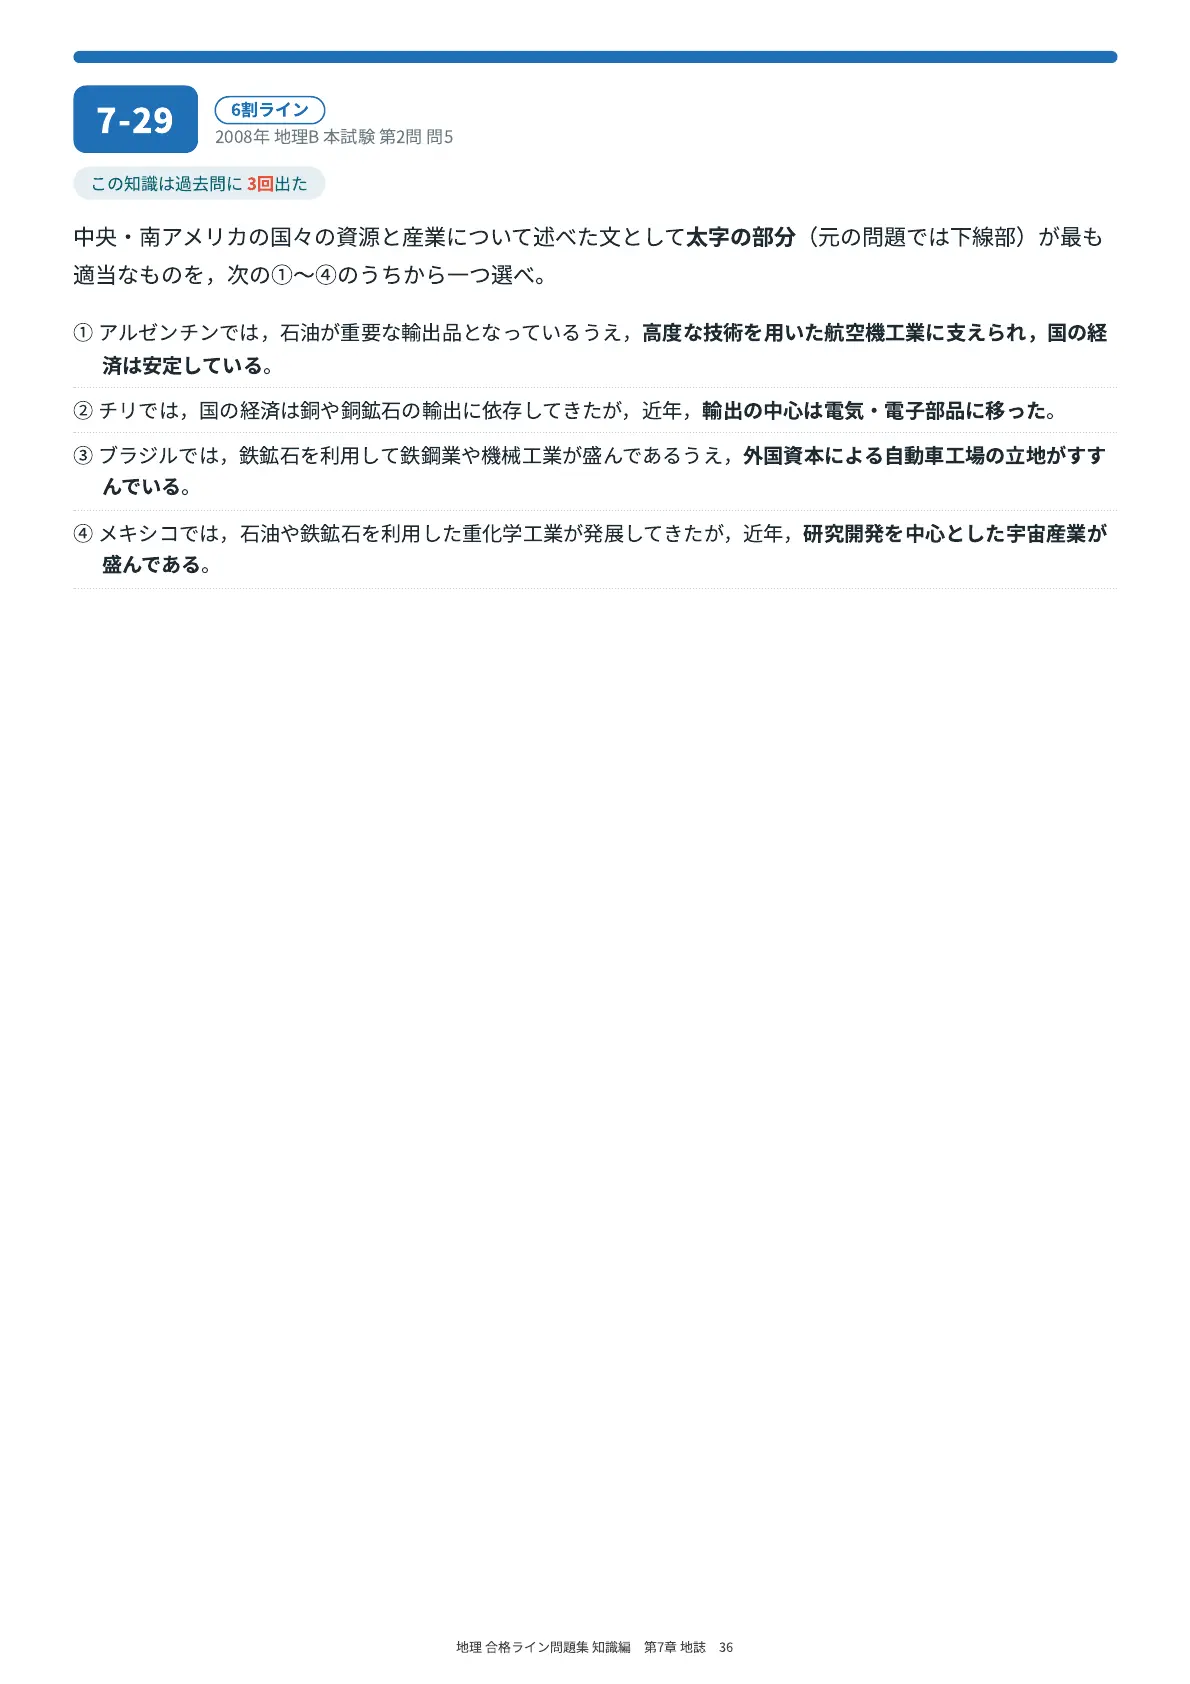 7-29
6割ライン
2008年 地理B 本試験 第2問 問5
この知識は過去問に 3回出た
中央・南アメリカの国々の資源と産業について述べた文として太字の部分（元の問題では下線部）が最も
適当なものを，次の①〜④のうちから一つ選べ。
① アルゼンチンでは，石油が重要な輸出品となっているうえ，高度な技術を用いた航空機工業に支えられ，国の経
済は安定している。
② チリでは，国の経済は銅や銅鉱石の輸出に依存してきたが，近年，輸出の中心は電気・電子部品に移った。
③ ブラジルでは，鉄鉱石を利用して鉄鋼業や機械工業が盛んであるうえ，外国資本による自動車工場の立地がすす
んでいる。
④ メキシコでは，石油や鉄鉱石を利用した重化学工業が発展してきたが，近年，研究開発を中心とした宇宙産業が
盛んである。
地理 合格ライン問題集 知識編　第7章 地誌　36